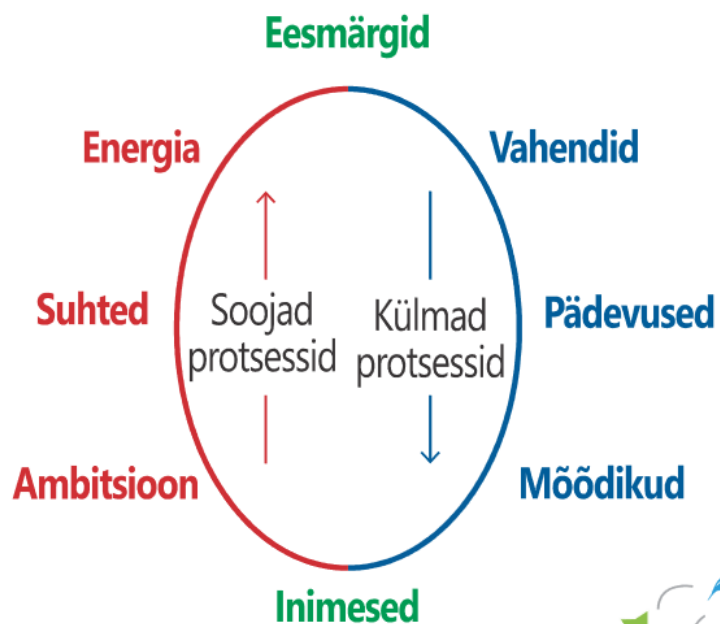 Eesmärgid
Energia
Vahendid
Suhted
Soojad
protsessid
Külmad
protsessid
Pädevused
Ambitsioon
Mõõdikud
Inimesed